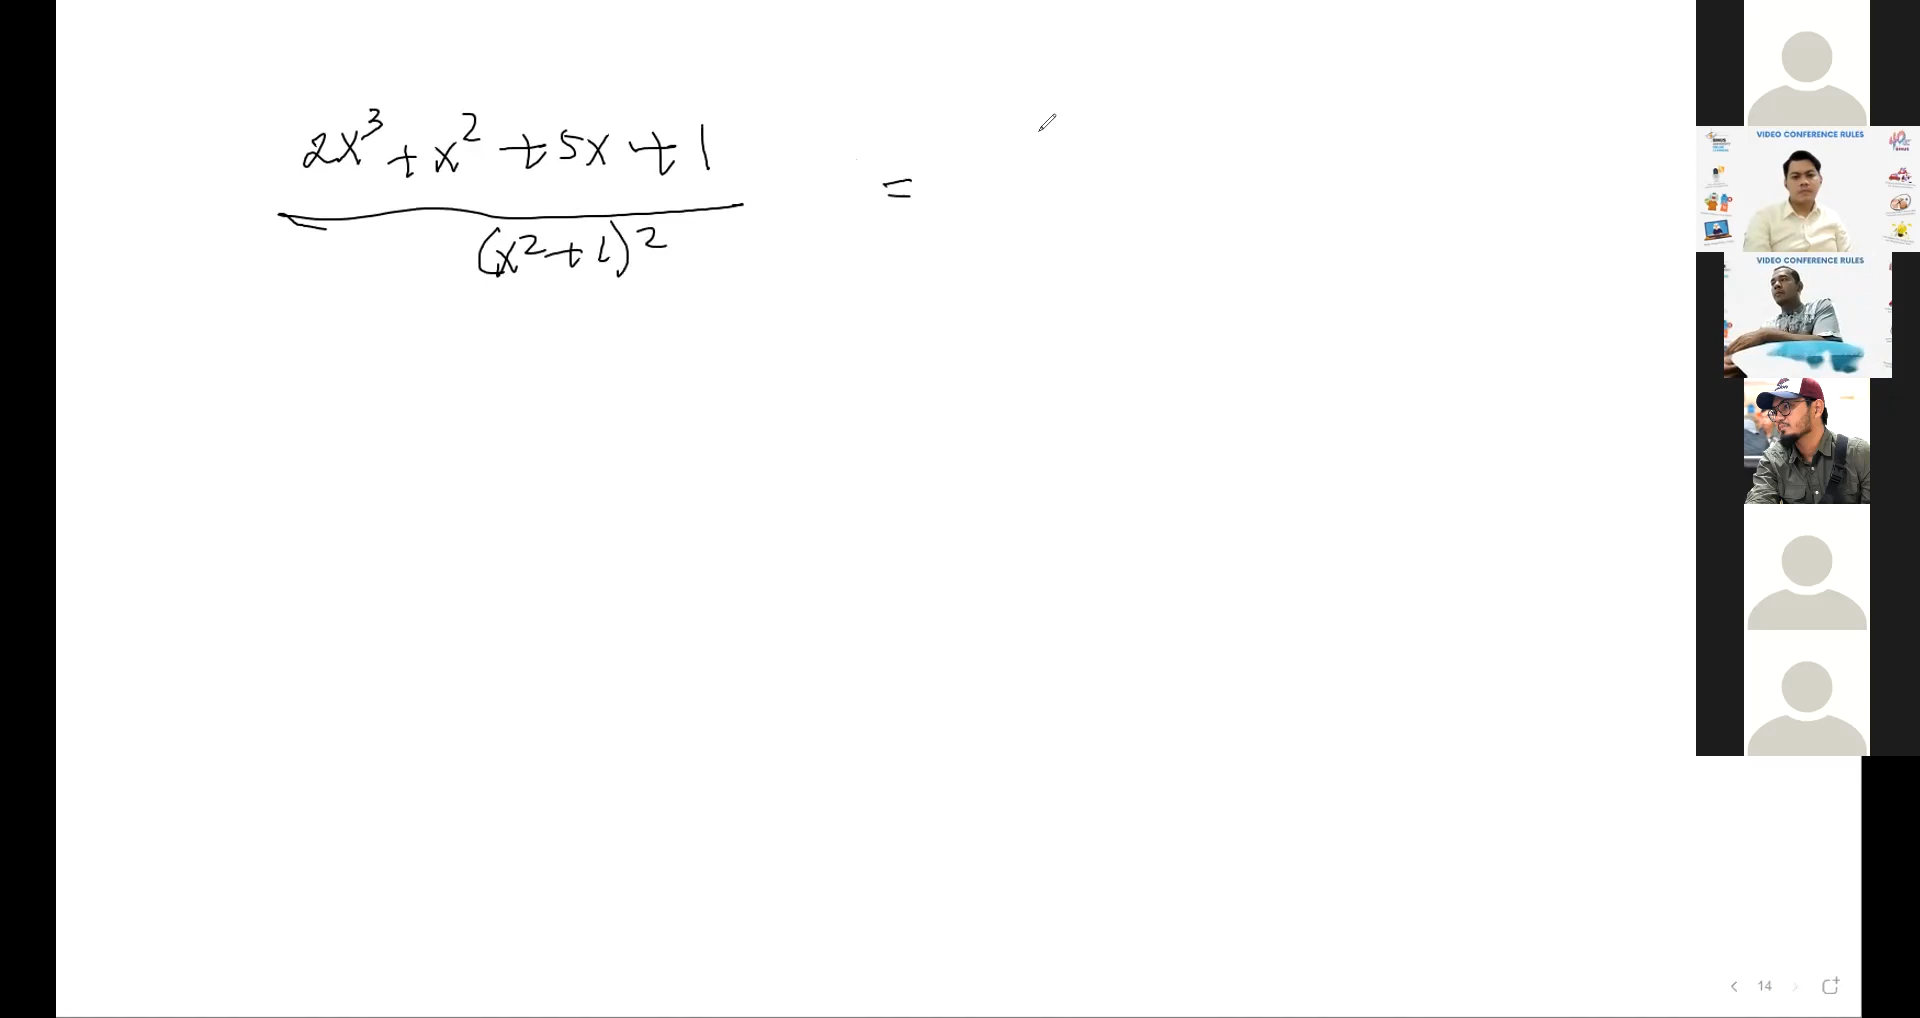 2x³ + x² + 5x + 1
=
(x² + 1)²
VIDEO CONFERENCE RULES
VIDEO CONFERENCE RULES
14